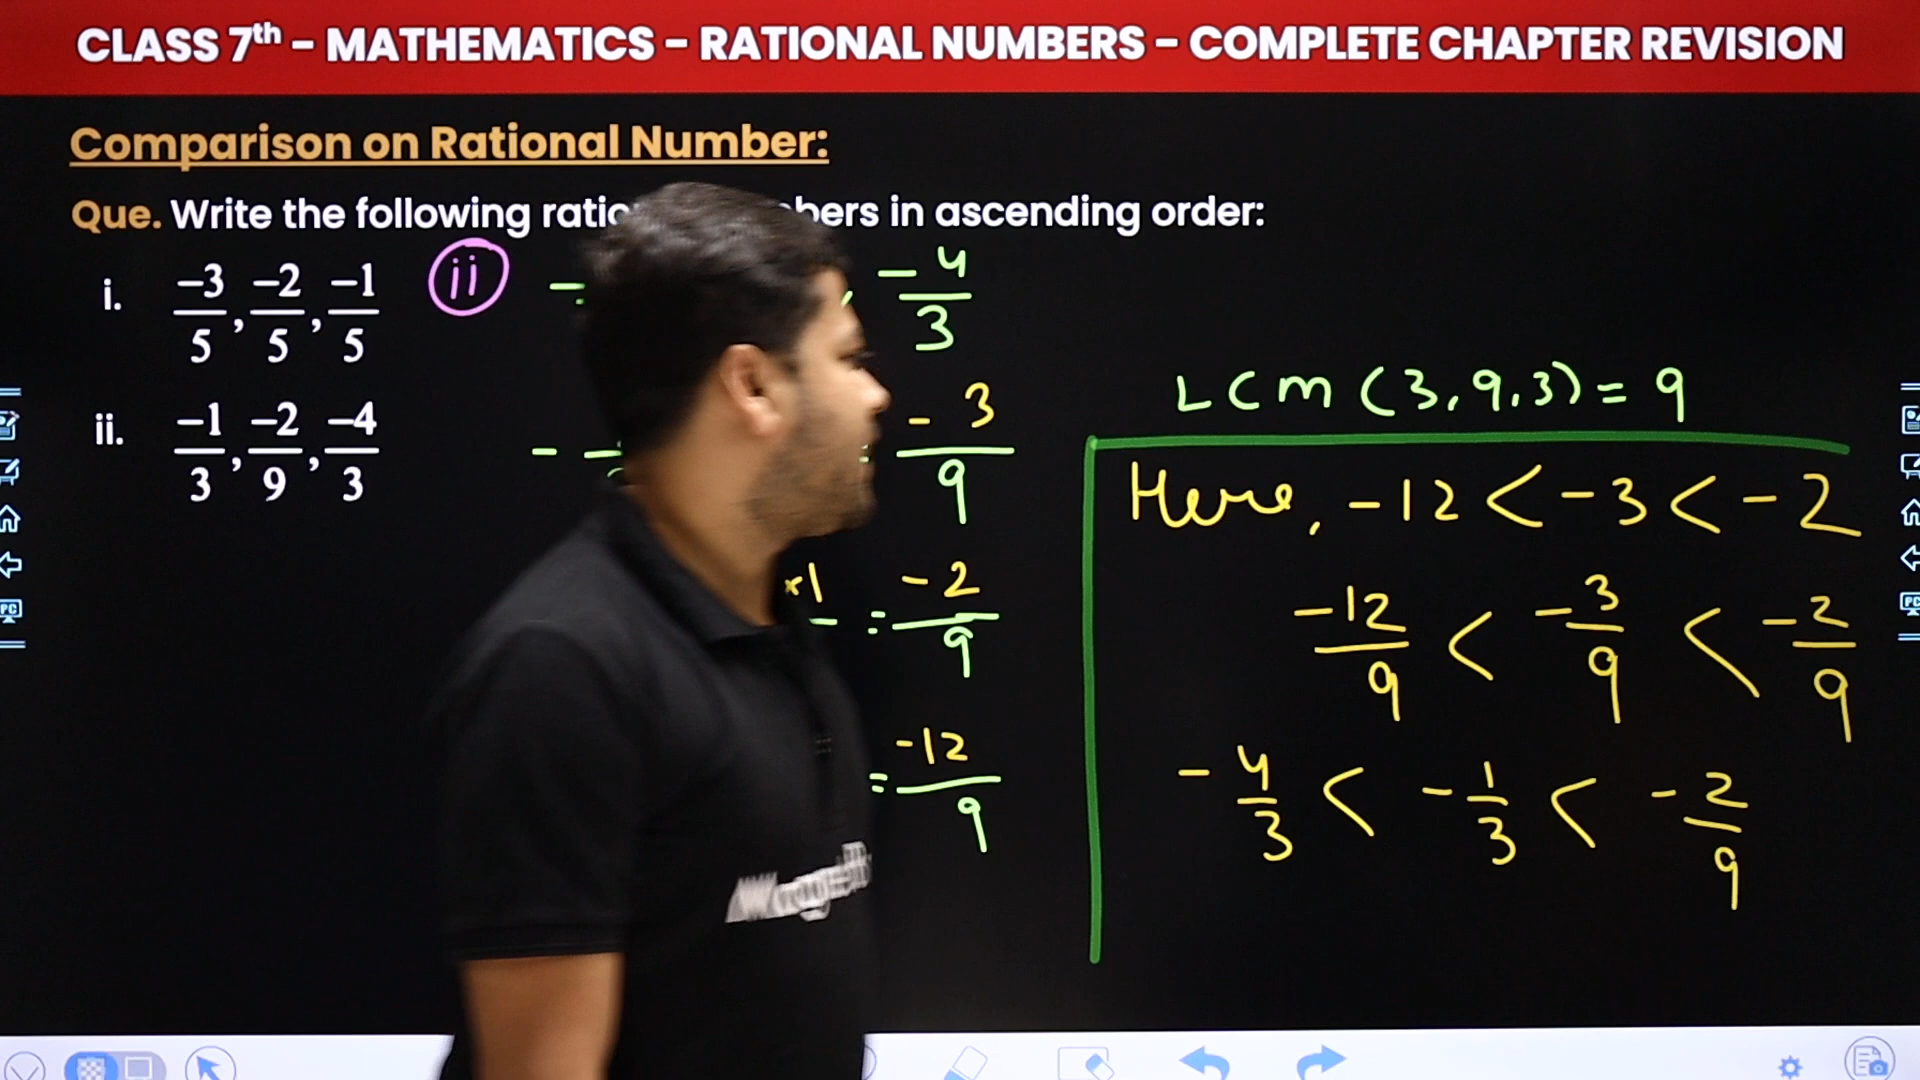 CLASS 7th - MATHEMATICS - RATIONAL NUMBERS - COMPLETE CHAPTER REVISION
Comparison on Rational Number:
Que. Write the following ratio bers in ascending order:
i. -3/5, -2/5, -1/5
ii. -1/3, -2/9, -4/3
ii
, -4/3
-3/9
×1 = -2/9
= -12/9
LCM (3,9,3) = 9
Here, -12 < -3 < -2
-12/9 < -3/9 < -2/9
-4/3 < -1/3 < -2/9
PC
PC